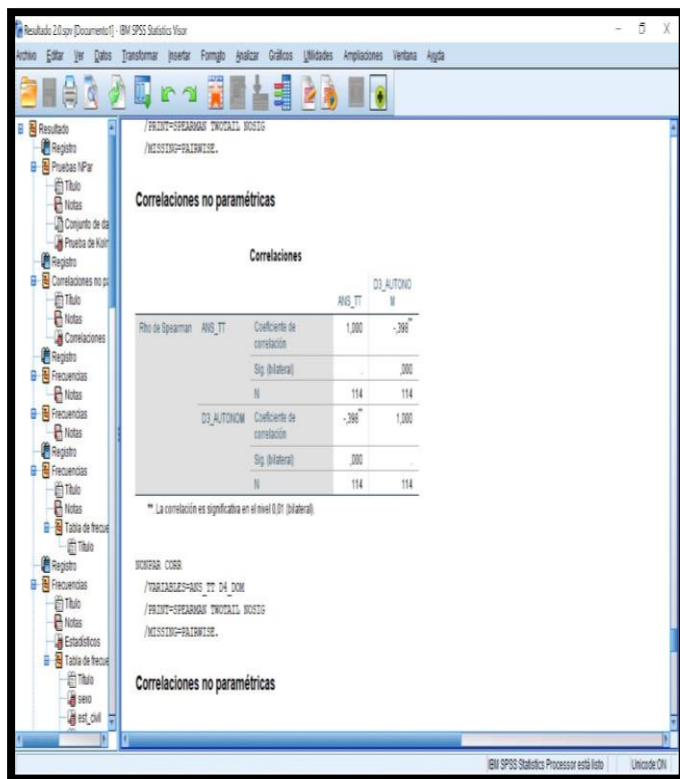 Resultado 2.0.spv [Documento1] - IBM SPSS Statistics Visor
Archivo Editar Ver Datos Transformar Insertar Formato Analizar Gráficos Utilidades Ampliaciones Ventana Ayuda
Resultado
Registro
Pruebas NPar
Título
Notas
Conjunto de da
Prueba de Kolm
Registro
Correlaciones no pa
Título
Notas
Correlaciones
Registro
Frecuencias
Notas
Frecuencias
Notas
Registro
Frecuencias
Título
Notas
Tabla de frecue
Título
Registro
Frecuencias
Título
Notas
Estadísticos
Tabla de frecue
Título
sexo
est_civil
/PRINT=SPEARMAN TWOTAIL NOSIG
/MISSING=PAIRWISE.
Correlaciones no paramétricas
Correlaciones
ANS_TT D3_AUTONO
M
Rho de Spearman ANS_TT Coeficiente de correlación 1,000 -,398**
Sig. (bilateral) . ,000
N 114 114
D3_AUTONOM Coeficiente de correlación -,398** 1,000
Sig. (bilateral) ,000 .
N 114 114
**. La correlación es significativa en el nivel 0,01 (bilateral).
NONPAR CORR
/VARIABLES=ANS_TT D4_DOM
/PRINT=SPEARMAN TWOTAIL NOSIG
/MISSING=PAIRWISE.
Correlaciones no paramétricas
IBM SPSS Statistics Processor está listo Unicode:ON